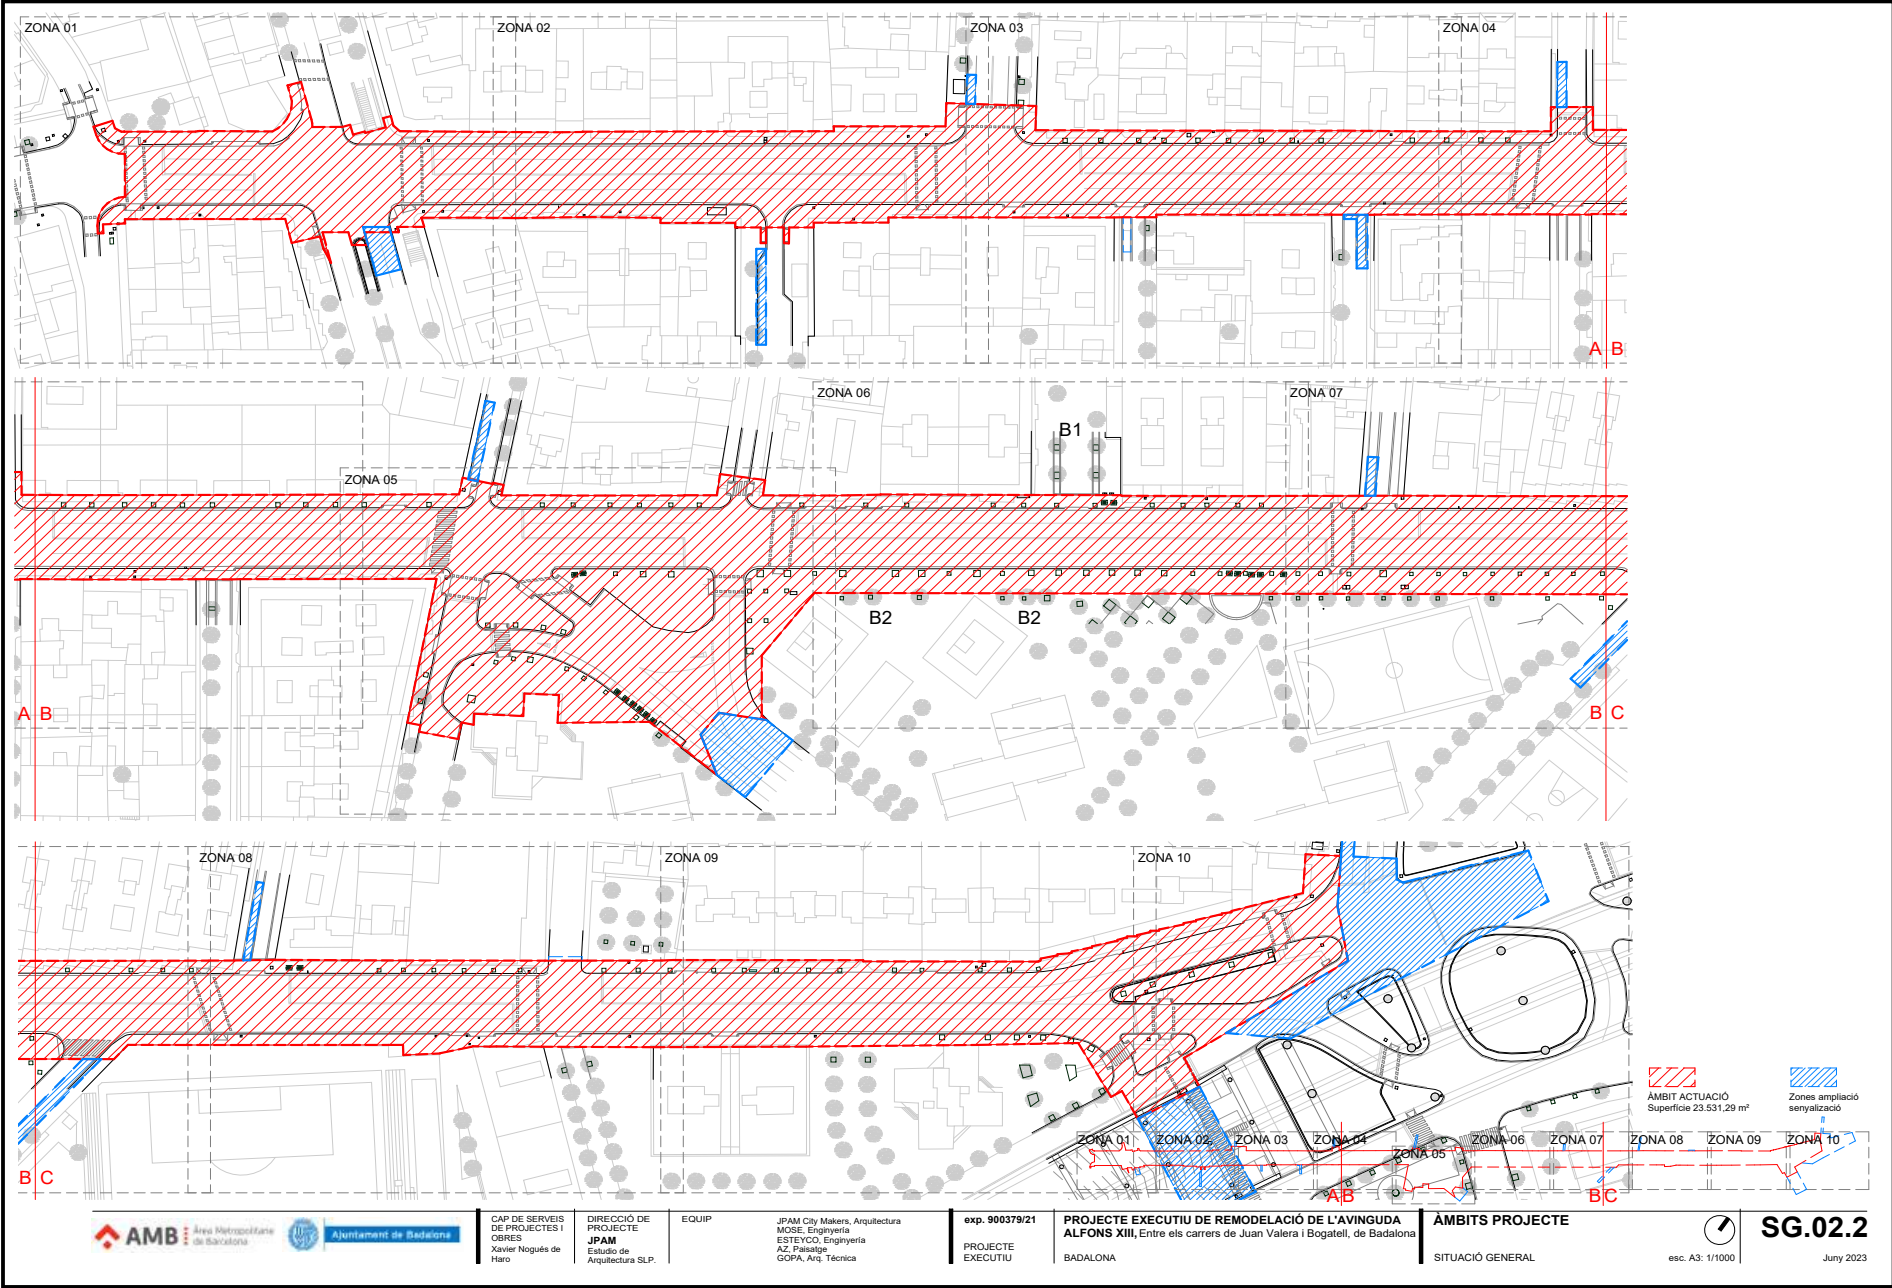 ZONA 01
ZONA 02
ZONA 03
ZONA 04
A B
ZONA 05
ZONA 06
B1
ZONA 07
B2
B2
A B
B C
ZONA 08
ZONA 09
ZONA 10
B C
ÀMBIT ACTUACIÓ
Superfície 23.531,29 m²
Zones ampliació
senyalizació
ZONA 01
ZONA 02
ZONA 03
ZONA 04
ZONA 05
ZONA 06
ZONA 07
ZONA 08
ZONA 09
ZONA 10
A B
B C
AMB
Àrea Metropolitana
de Barcelona
Ajuntament de Badalona
CAP DE SERVEIS
DE PROJECTES I
OBRES
Xavier Nogués de
Haro
DIRECCIÓ DE
PROJECTE
JPAM
Estudio de
Arquitectura SLP.
EQUIP
JPAM City Makers, Arquitectura
MOSE, Enginyería
ESTEYCO, Enginyería
AZ, Paisatge
GOPA, Arq. Técnica
exp. 900379/21
PROJECTE
EXECUTIU
PROJECTE EXECUTIU DE REMODELACIÓ DE L'AVINGUDA
ALFONS XIII, Entre els carrers de Juan Valera i Bogatell, de Badalona
BADALONA
ÀMBITS PROJECTE
SITUACIÓ GENERAL
esc. A3: 1/1000
SG.02.2
Juny 2023